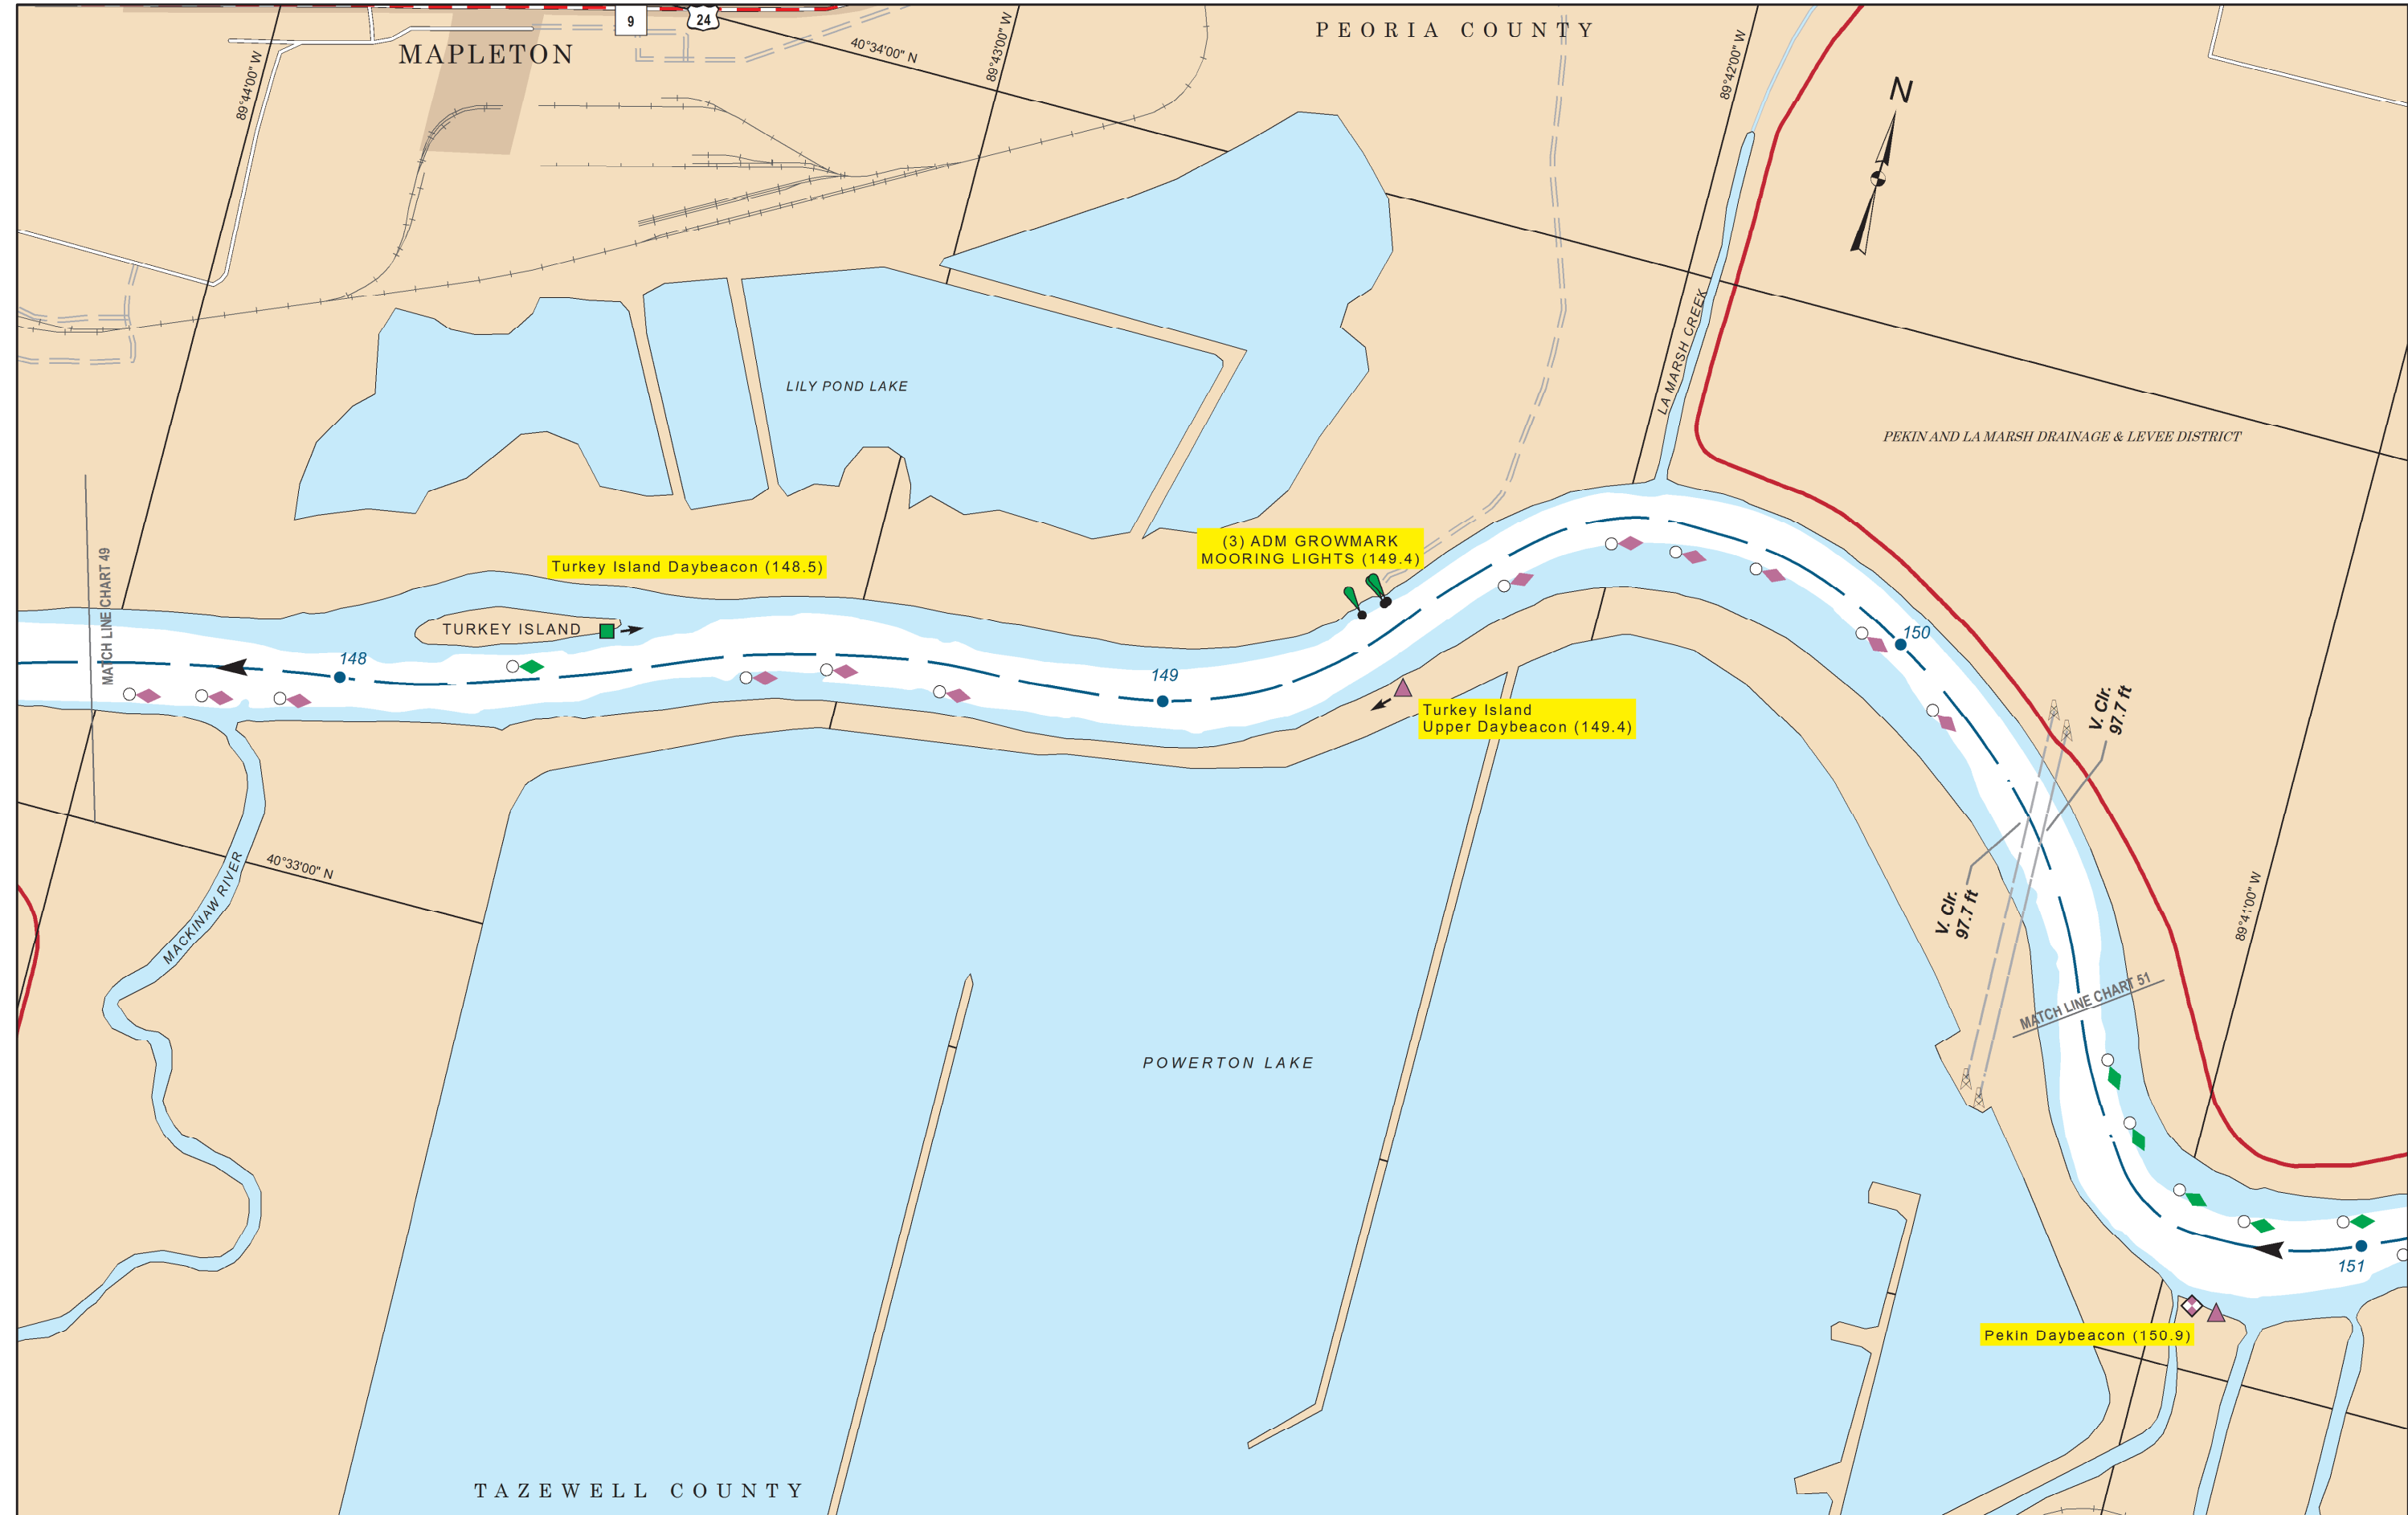 9
24
PEORIA COUNTY
MAPLETON
40°34'00" N
89°44'00" W
89°43'00" W
89°42'00" W
N
LILY POND LAKE
LA MARSH CREEK
PEKIN AND LA MARSH DRAINAGE & LEVEE DISTRICT
(3) ADM GROWMARK
MOORING LIGHTS (149.4)
Turkey Island Daybeacon (148.5)
MATCH LINE CHART 49
TURKEY ISLAND
148
149
150
Turkey Island
Upper Daybeacon (149.4)
V. Clr.
97.7 ft
40°33'00" N
MACKINAW RIVER
V. Clr.
97.7 ft
89°41'00" W
MATCH LINE CHART 51
POWERTON LAKE
151
Pekin Daybeacon (150.9)
TAZEWELL COUNTY